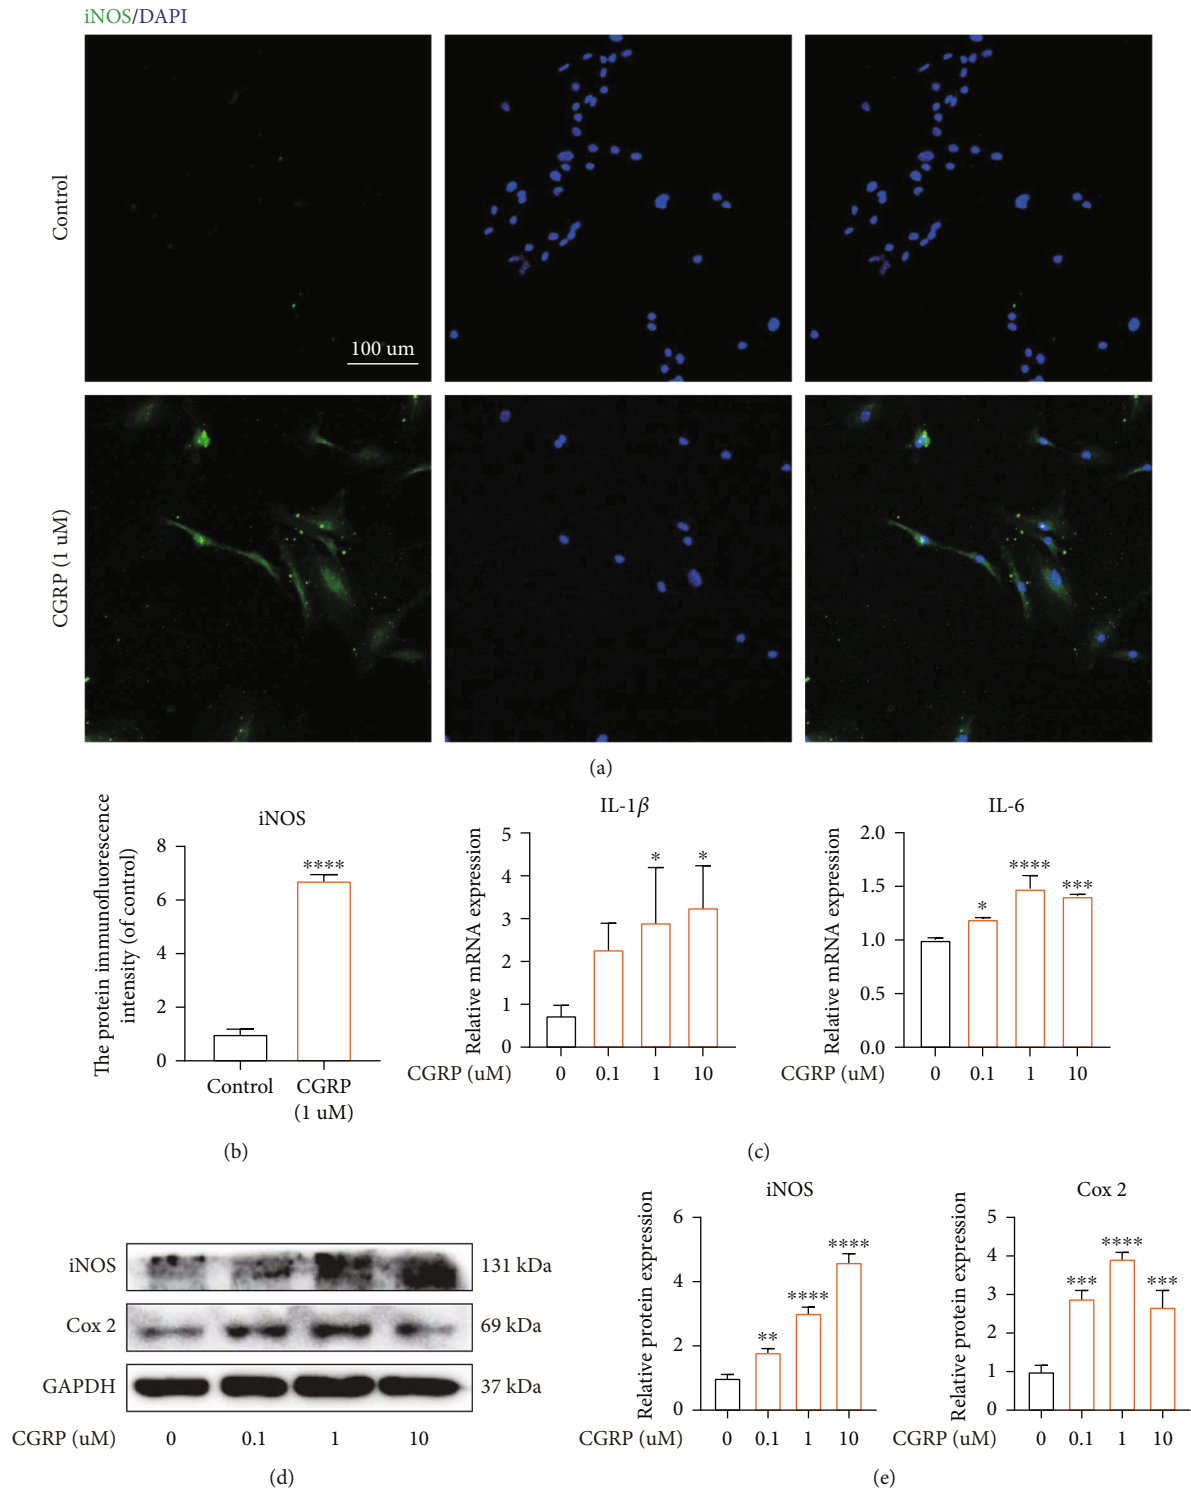 iNOS/DAPI
Control
100 um
CGRP (1 uM)
(a)
iNOS
The protein immunofluorescence
intensity (of control)
8
6
4
2
0
****
Control
CGRP
(1 uM)
(b)
IL-1β
Relative mRNA expression
5
4
3
2
1
0
*
*
CGRP (uM)
0
0.1
1
10
IL-6
Relative mRNA expression
2.0
1.5
1.0
0.5
0.0
*
****
***
CGRP (uM)
0
0.1
1
10
(c)
iNOS
131 kDa
Cox 2
69 kDa
GAPDH
37 kDa
CGRP (uM)
0
0.1
1
10
(d)
iNOS
Relative protein expression
6
4
2
0
**
****
****
CGRP (uM)
0
0.1
1
10
Cox 2
Relative protein expression
5
4
3
2
1
0
***
****
***
CGRP (uM)
0
0.1
1
10
(e)